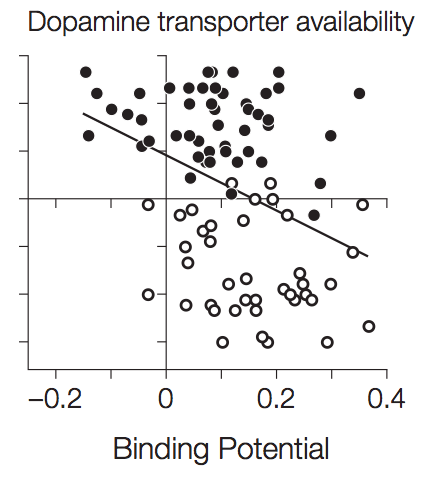 Dopamine transporter availability
−0.2 0 0.2 0.4
Binding Potential